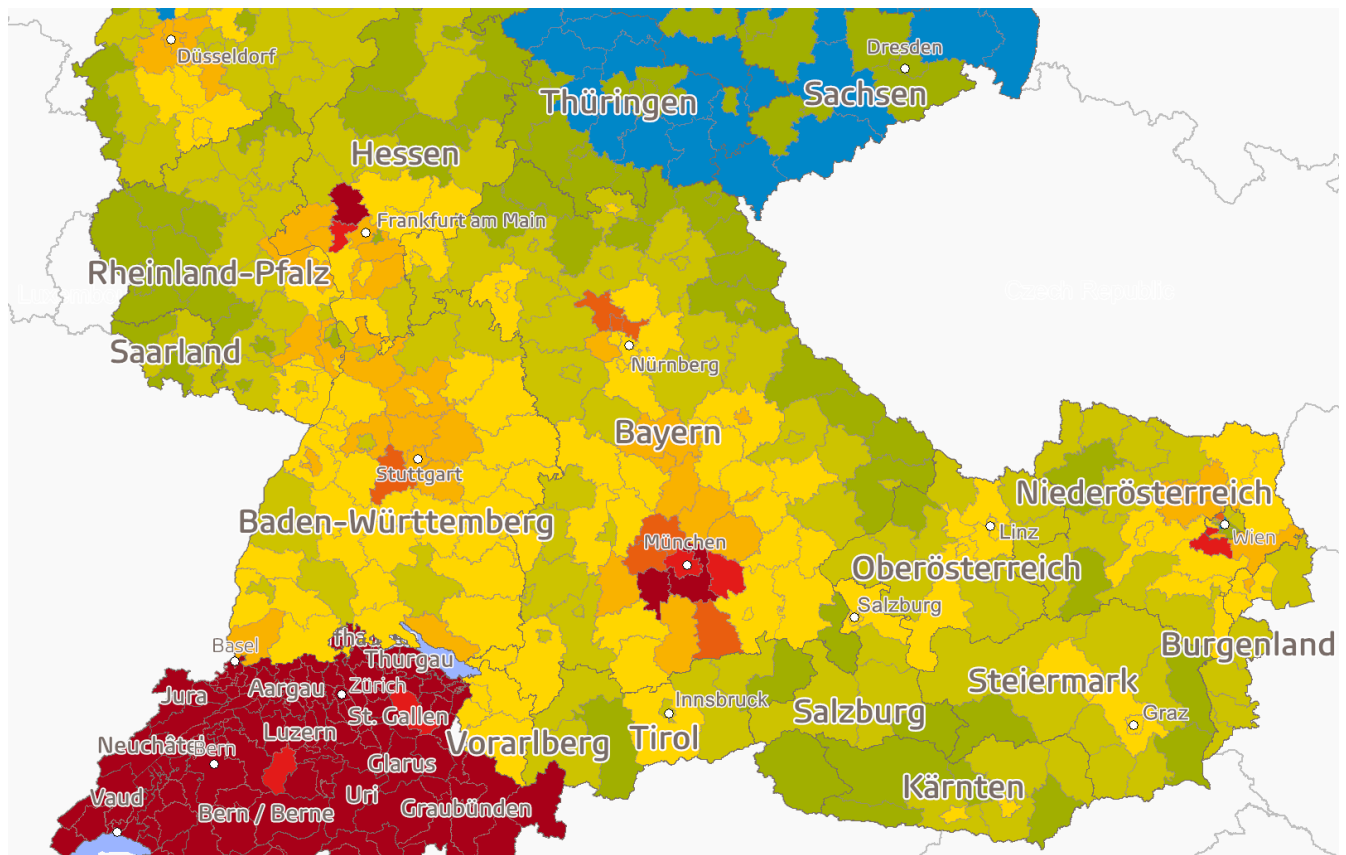 Düsseldorf
Dresden
Thüringen
Sachsen
Hessen
Frankfurt am Main
Rheinland-Pfalz
Czech Republic
Saarland
Nürnberg
Bayern
Stuttgart
Niederösterreich
Baden-Württemberg
Linz
Wien
München
Oberösterreich
Salzburg
Basel
Thurgau
Burgenland
Aargau
Zürich
Jura
Steiermark
Innsbruck
St. Gallen
Salzburg
Graz
Luzern
Vorarlberg
Tirol
Bern
Glarus
Kärnten
Vaud
Uri
Bern / Berne
Graubünden